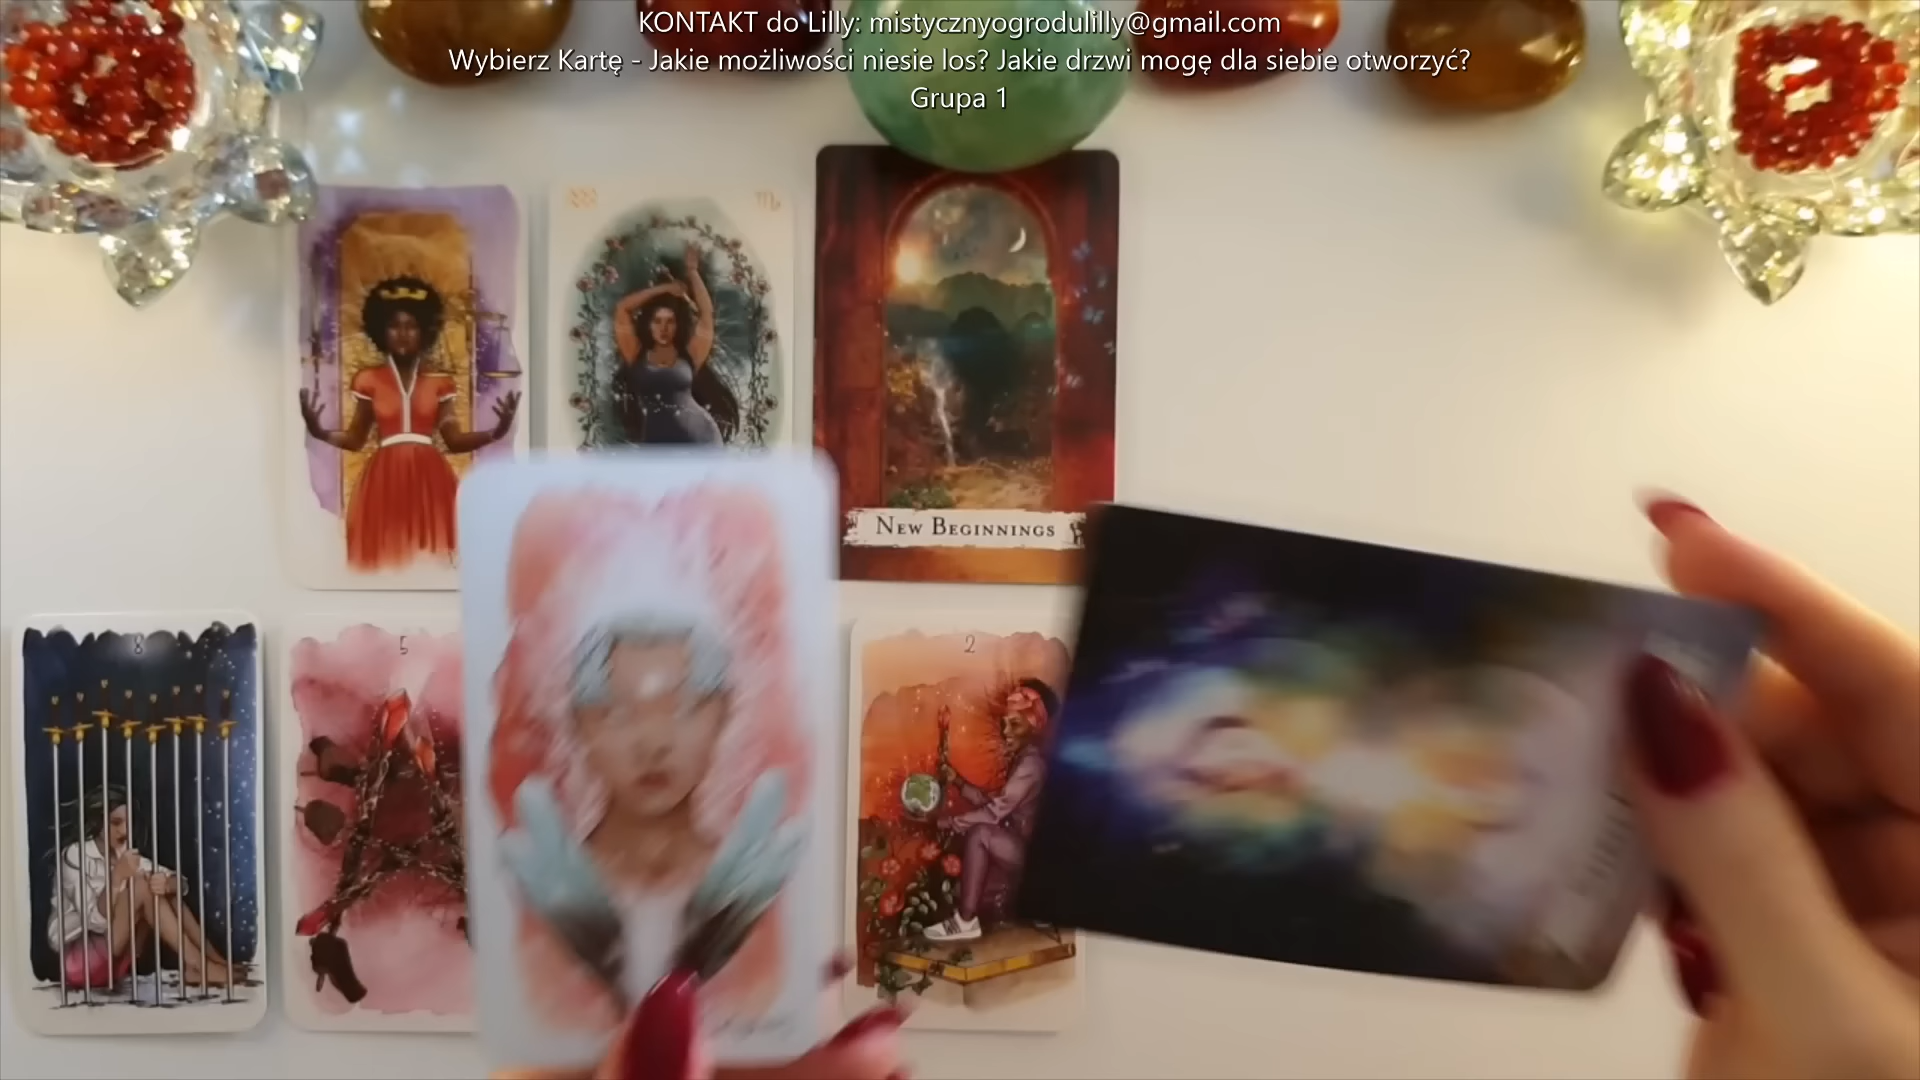 KONTAKT do Lilly: mistycznyogrodulilly@gmail.com
Wybierz Kartę - Jakie możliwości niesie los? Jakie drzwi mogę dla siebie otworzyć?
Grupa 1
New Beginnings
8
5
2